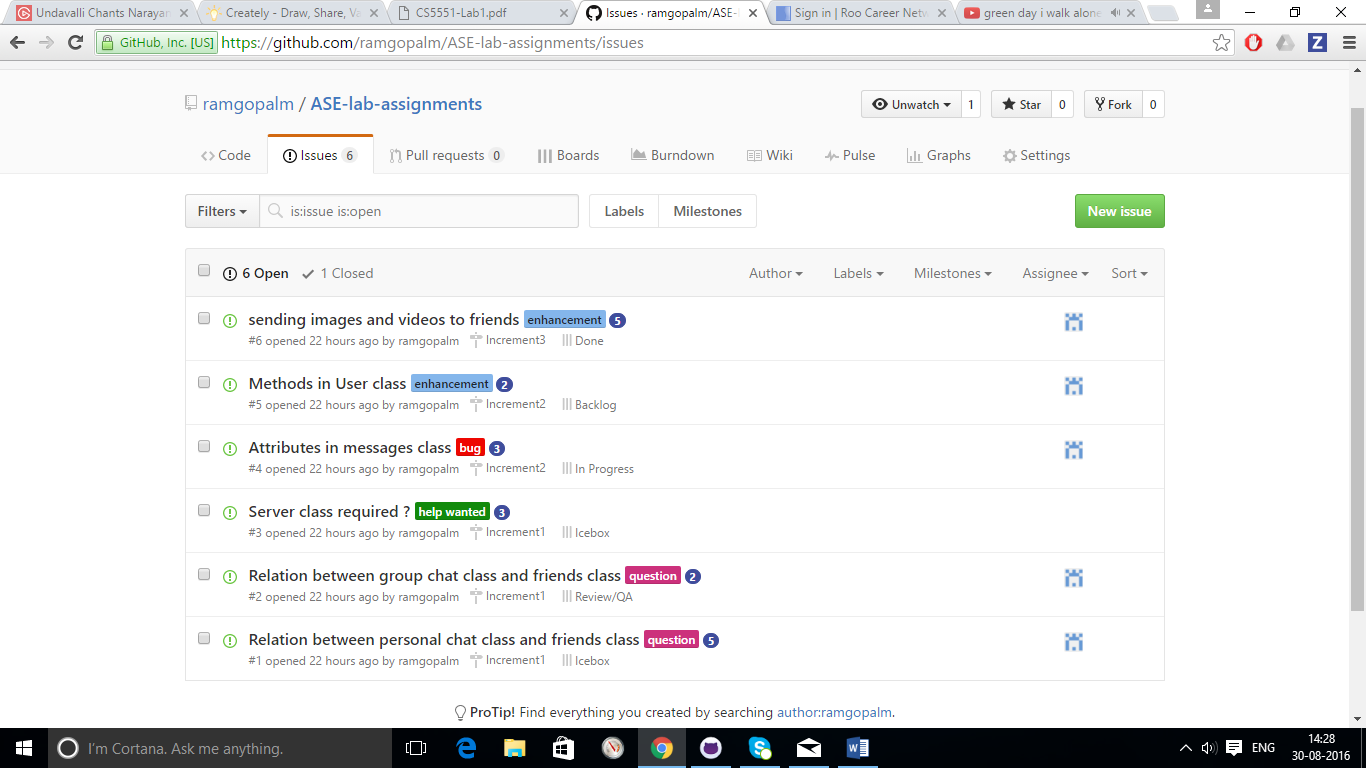 Undavalli Chants Narayan
Creately - Draw, Share, Va
CS5551-Lab1.pdf
Issues · ramgopalm/ASE-
Sign in | Roo Career Netw
green day i walk alone
GitHub, Inc. [US] https://github.com/ramgopalm/ASE-lab-assignments/issues
ramgopalm / ASE-lab-assignments
Unwatch 1
Star 0
Fork 0
Code
Issues 6
Pull requests 0
Boards
Burndown
Wiki
Pulse
Graphs
Settings
Filters
is:issue is:open
Labels
Milestones
New issue
6 Open 1 Closed
Author
Labels
Milestones
Assignee
Sort
sending images and videos to friends enhancement 5
#6 opened 22 hours ago by ramgopalm Increment3 Done
Methods in User class enhancement 2
#5 opened 22 hours ago by ramgopalm Increment2 Backlog
Attributes in messages class bug 3
#4 opened 22 hours ago by ramgopalm Increment2 In Progress
Server class required ? help wanted 3
#3 opened 22 hours ago by ramgopalm Increment1 Icebox
Relation between group chat class and friends class question 2
#2 opened 22 hours ago by ramgopalm Increment1 Review/QA
Relation between personal chat class and friends class question 5
#1 opened 22 hours ago by ramgopalm Increment1 Icebox
ProTip! Find everything you created by searching author:ramgopalm.
I'm Cortana. Ask me anything.
ENG
14:28
30-08-2016